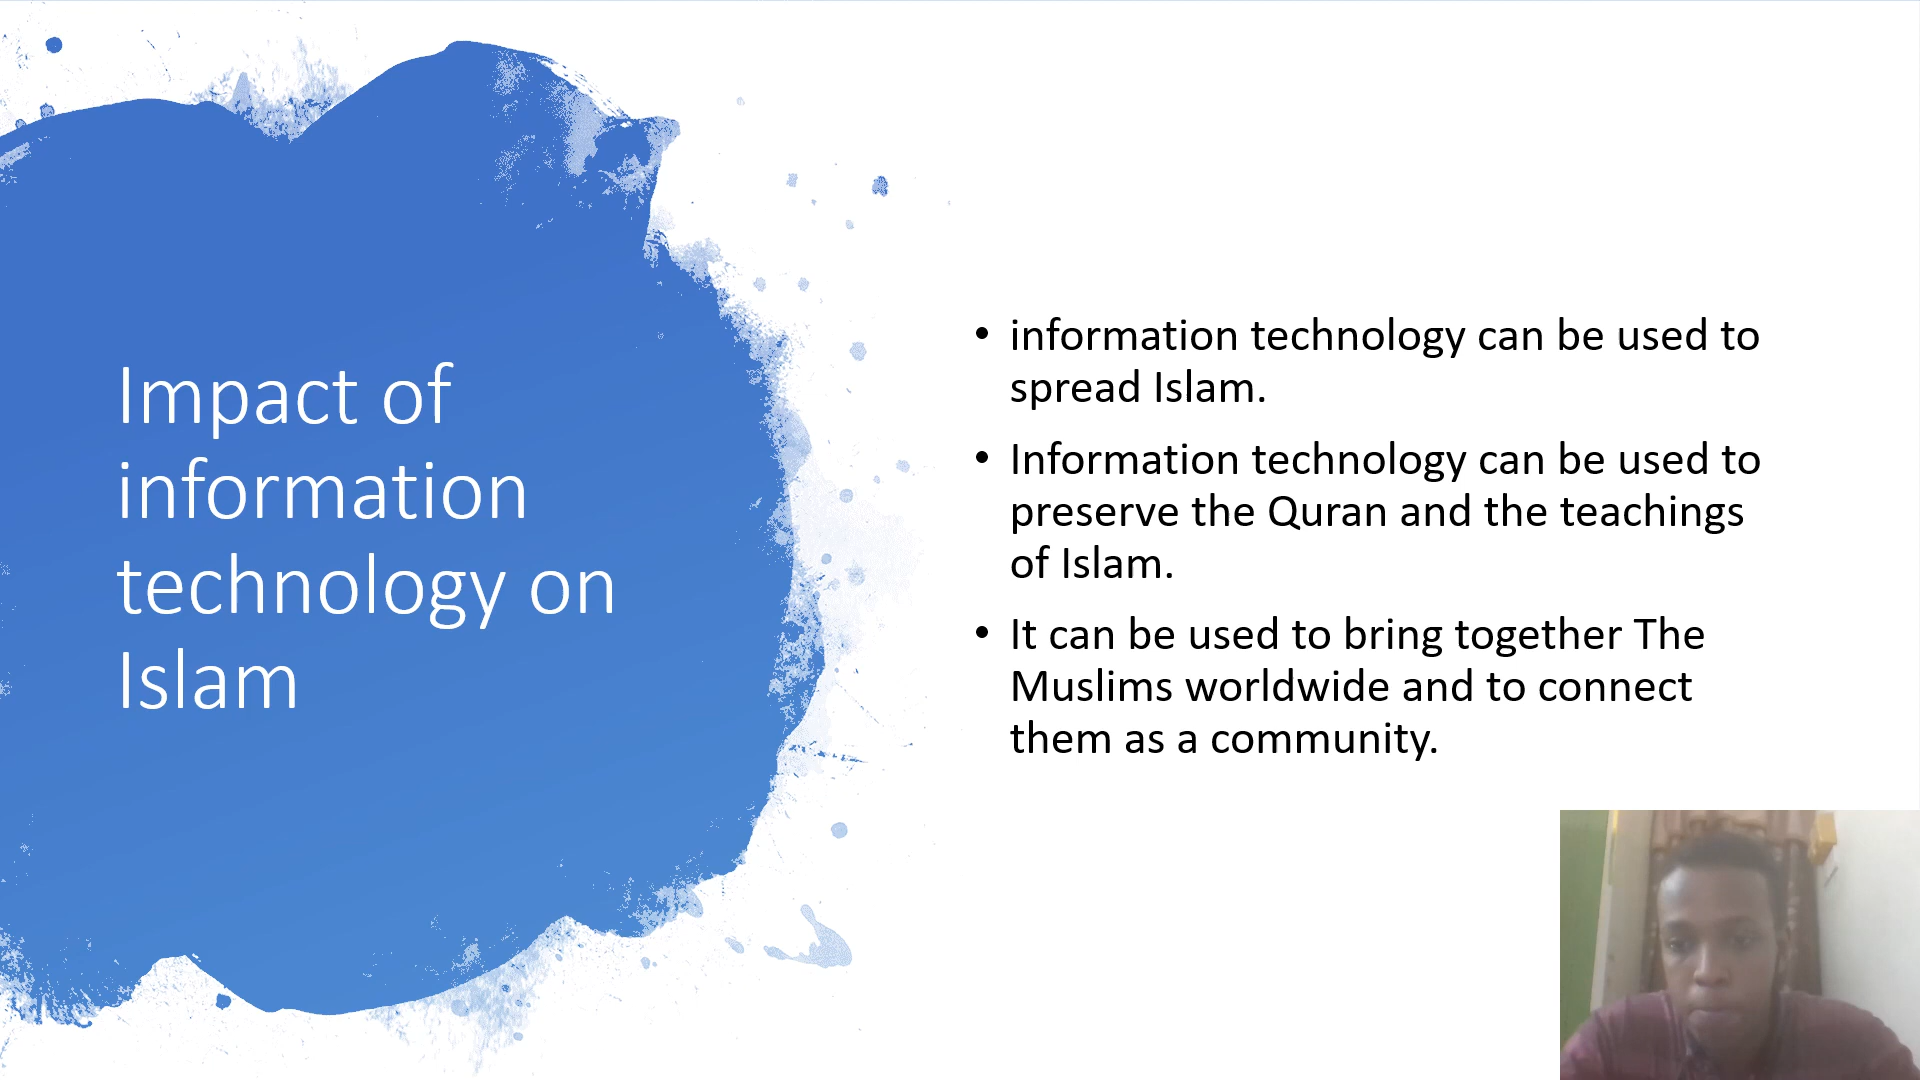 Impact of
information
technology on
Islam
• information technology can be used to
spread Islam.
• Information technology can be used to
preserve the Quran and the teachings
of Islam.
• It can be used to bring together The
Muslims worldwide and to connect
them as a community.